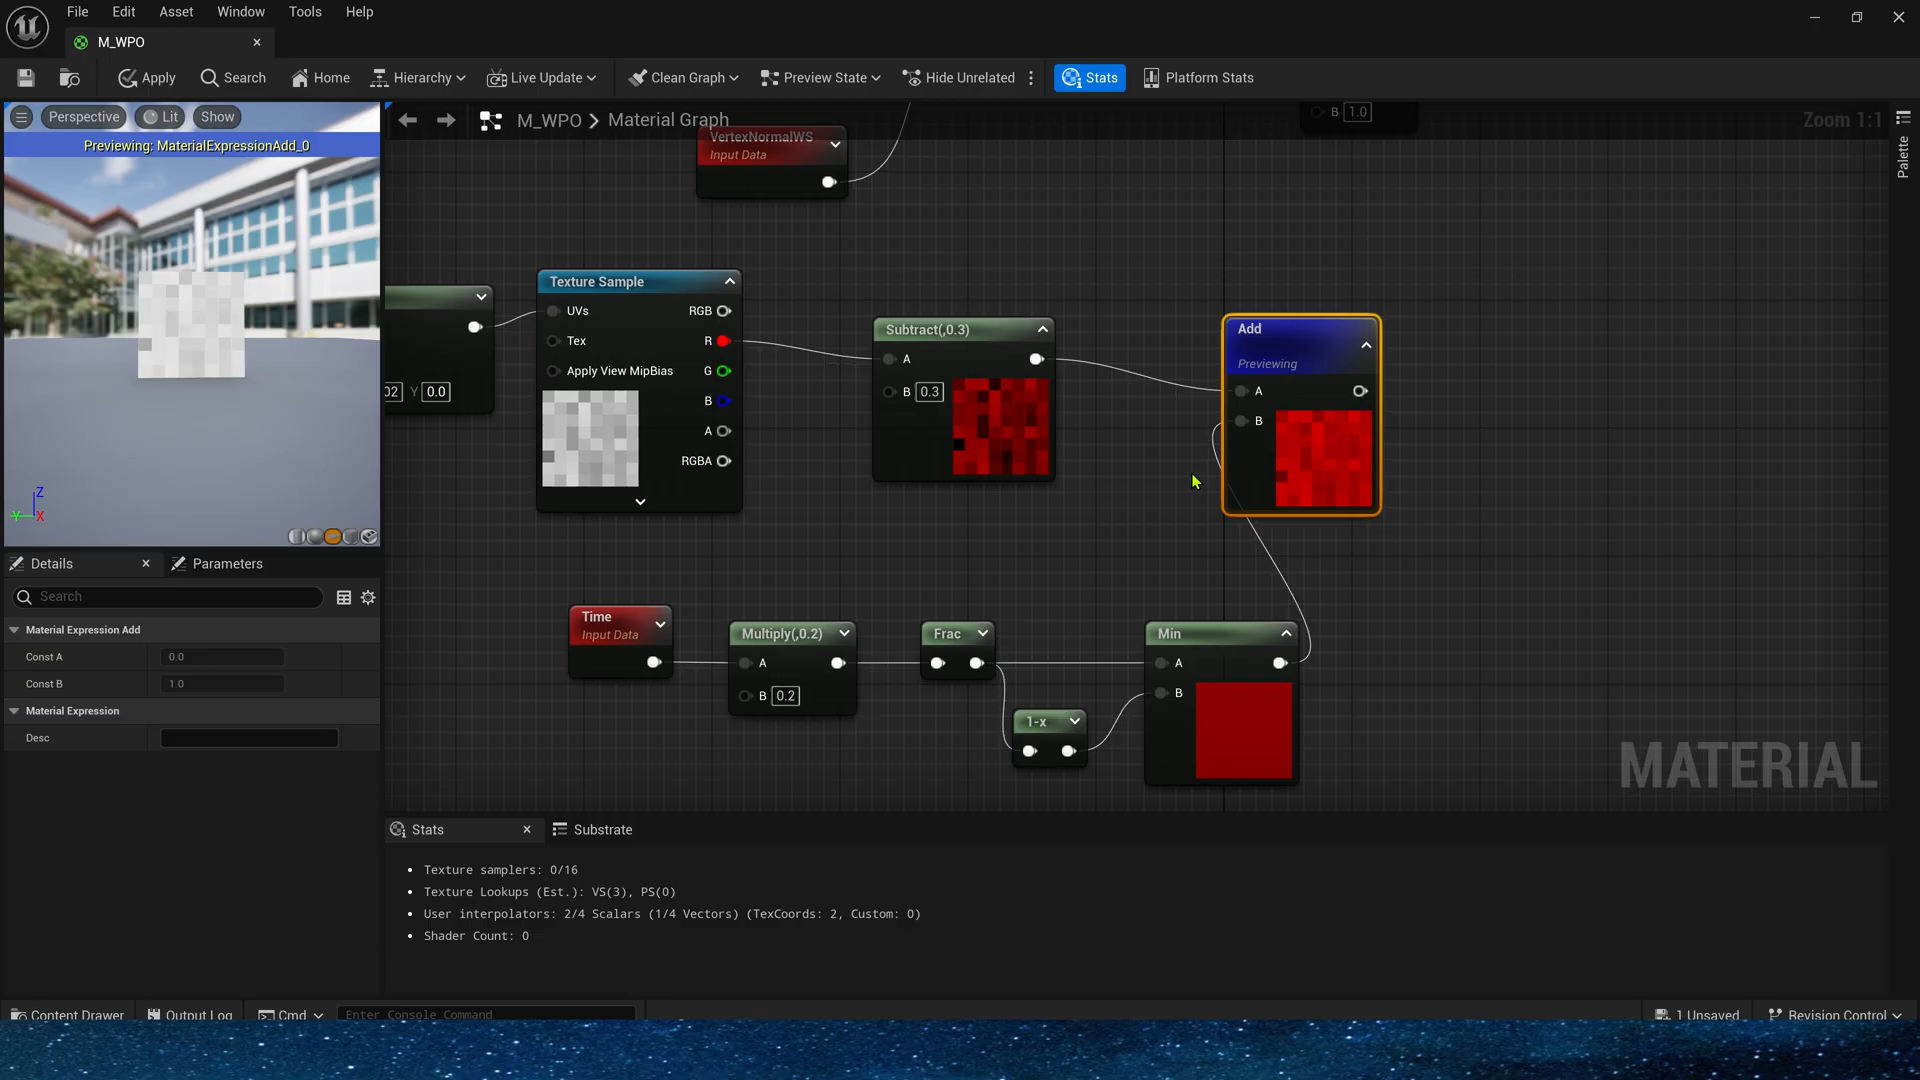 File Edit Asset Window Tools Help
M_WPO
Apply Search Home Hierarchy Live Update Clean Graph Preview State Hide Unrelated Stats Platform Stats
Perspective Lit Show
Previewing: MaterialExpressionAdd_0
M_WPO > Material Graph
Zoom 1:1
Palette
B 1.0
VertexNormalWS
Input Data
Texture Sample
UVs RGB
Tex R
Apply View MipBias G
B
A
RGBA
02 Y 0.0
Subtract(,0.3)
A
B 0.3
Add
Previewing
A
B
Z
Y X
Time
Input Data
Multiply(,0.2)
A
B 0.2
Frac
1-x
Min
A
B
MATERIAL
Details Parameters
Search
Material Expression Add
Const A 0.0
Const B 1.0
Material Expression
Desc
Stats Substrate
Texture samplers: 0/16
Texture Lookups (Est.): VS(3), PS(0)
User interpolators: 2/4 Scalars (1/4 Vectors) (TexCoords: 2, Custom: 0)
Shader Count: 0
Content Drawer Output Log Cmd Enter Console Command 1 Unsaved Revision Control